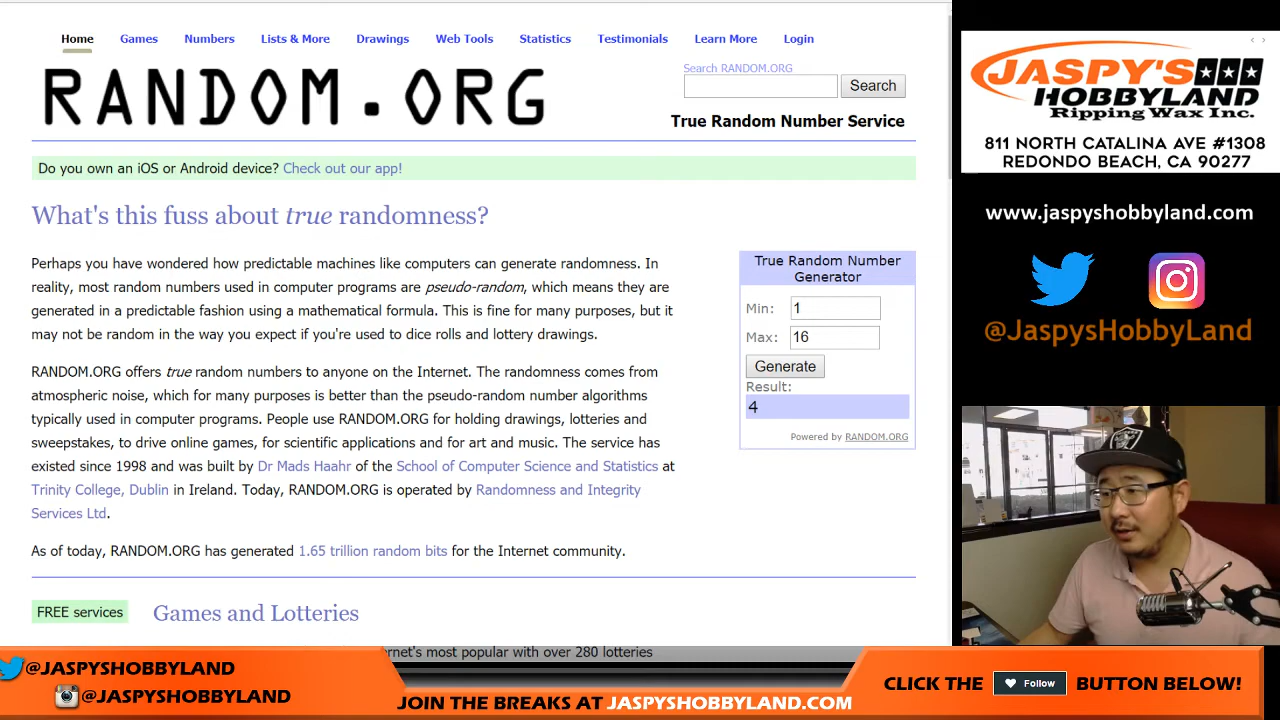 Home Games Numbers Lists & More Drawings Web Tools Statistics Testimonials Learn More Login
RANDOM.ORG
Search RANDOM.ORG
Search
True Random Number Service
Do you own an iOS or Android device? Check out our app!
What's this fuss about true randomness?
Perhaps you have wondered how predictable machines like computers can generate randomness. In
reality, most random numbers used in computer programs are pseudo-random, which means they are
generated in a predictable fashion using a mathematical formula. This is fine for many purposes, but it
may not be random in the way you expect if you're used to dice rolls and lottery drawings.
RANDOM.ORG offers true random numbers to anyone on the Internet. The randomness comes from
atmospheric noise, which for many purposes is better than the pseudo-random number algorithms
typically used in computer programs. People use RANDOM.ORG for holding drawings, lotteries and
sweepstakes, to drive online games, for scientific applications and for art and music. The service has
existed since 1998 and was built by Dr Mads Haahr of the School of Computer Science and Statistics at
Trinity College, Dublin in Ireland. Today, RANDOM.ORG is operated by Randomness and Integrity
Services Ltd.
As of today, RANDOM.ORG has generated 1.65 trillion random bits for the Internet community.
True Random Number
Generator
Min: 1
Max: 16
Generate
Result:
4
Powered by RANDOM.ORG
FREE services
Games and Lotteries
most popular with over 280 lotteries
JASPY'S
HOBBYLAND
Ripping Wax Inc.
811 NORTH CATALINA AVE #1308
REDONDO BEACH, CA 90277
www.jaspyshobbyland.com
@JaspysHobbyLand
@JASPYSHOBBYLAND
@JASPYSHOBBYLAND
JOIN THE BREAKS AT JASPYSHOBBYLAND.COM
CLICK THE Follow BUTTON BELOW!